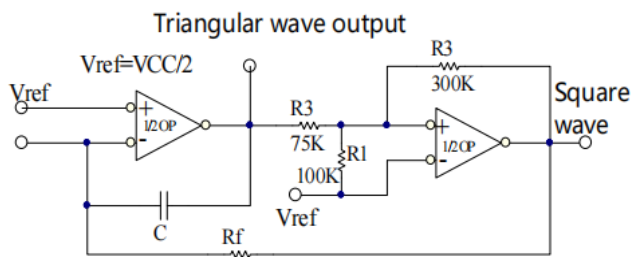 Triangular wave output
Vref=VCC/2
Vref
+
1/2OP
-
C
Rf
R3
75K
R1
100K
Vref
R3
300K
+
1/2OP
-
Square
wave